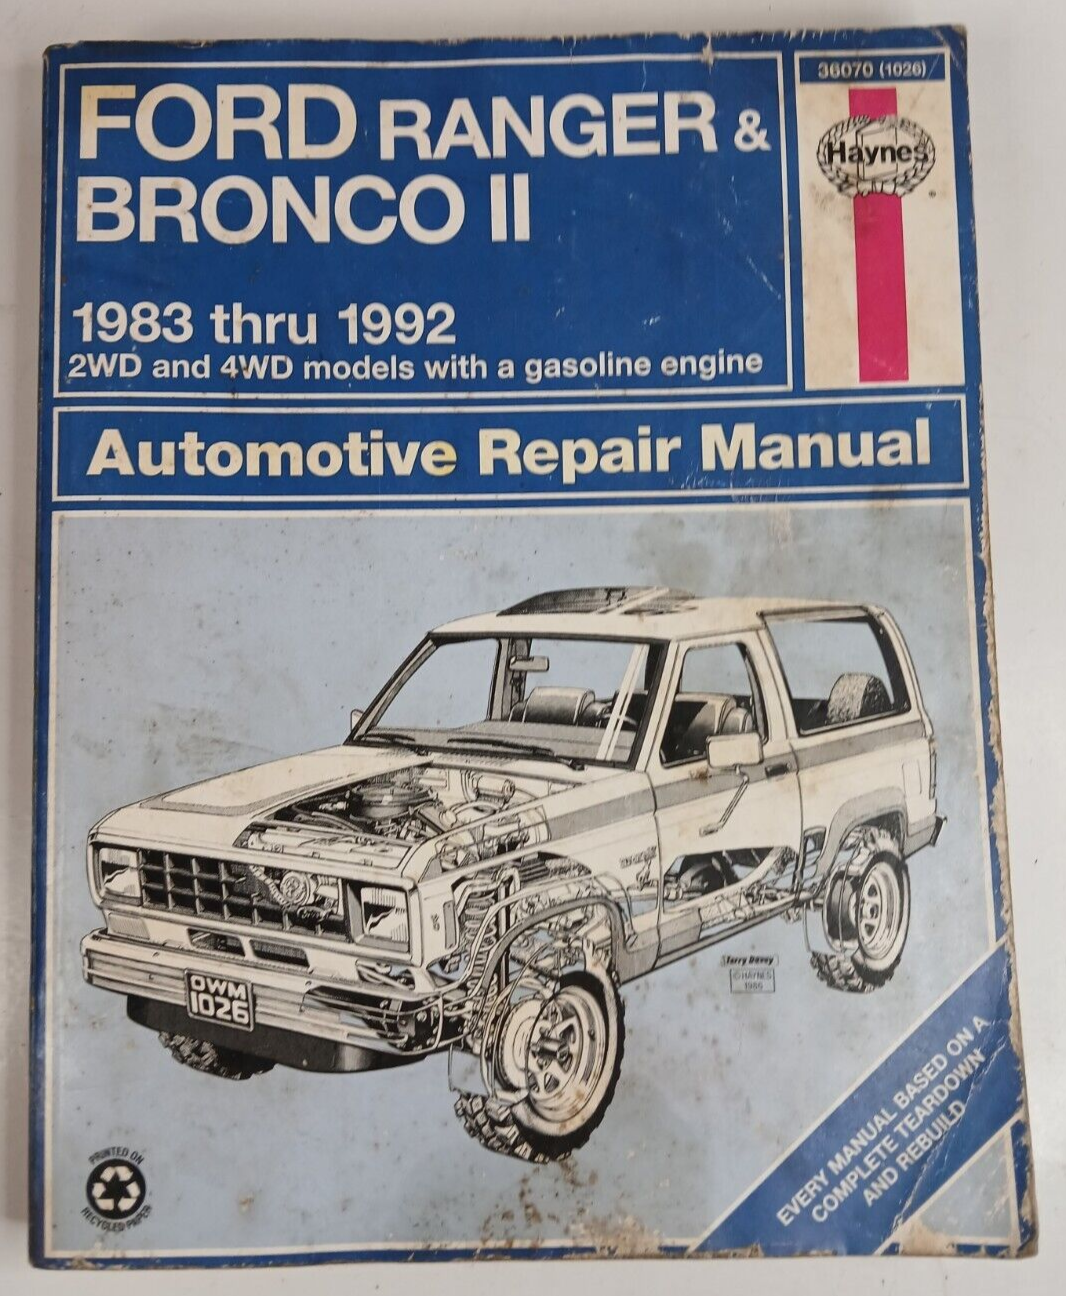 FORD RANGER &
BRONCO II
1983 thru 1992
2WD and 4WD models with a gasoline engine
36070 (1026)
Haynes
®
Automotive Repair Manual
OWM
1026
Terry Davey
© HAYNES
1986
EVERY MANUAL BASED ON A
COMPLETE TEARDOWN
AND REBUILD
PRINTED ON
RECYCLED PAPER